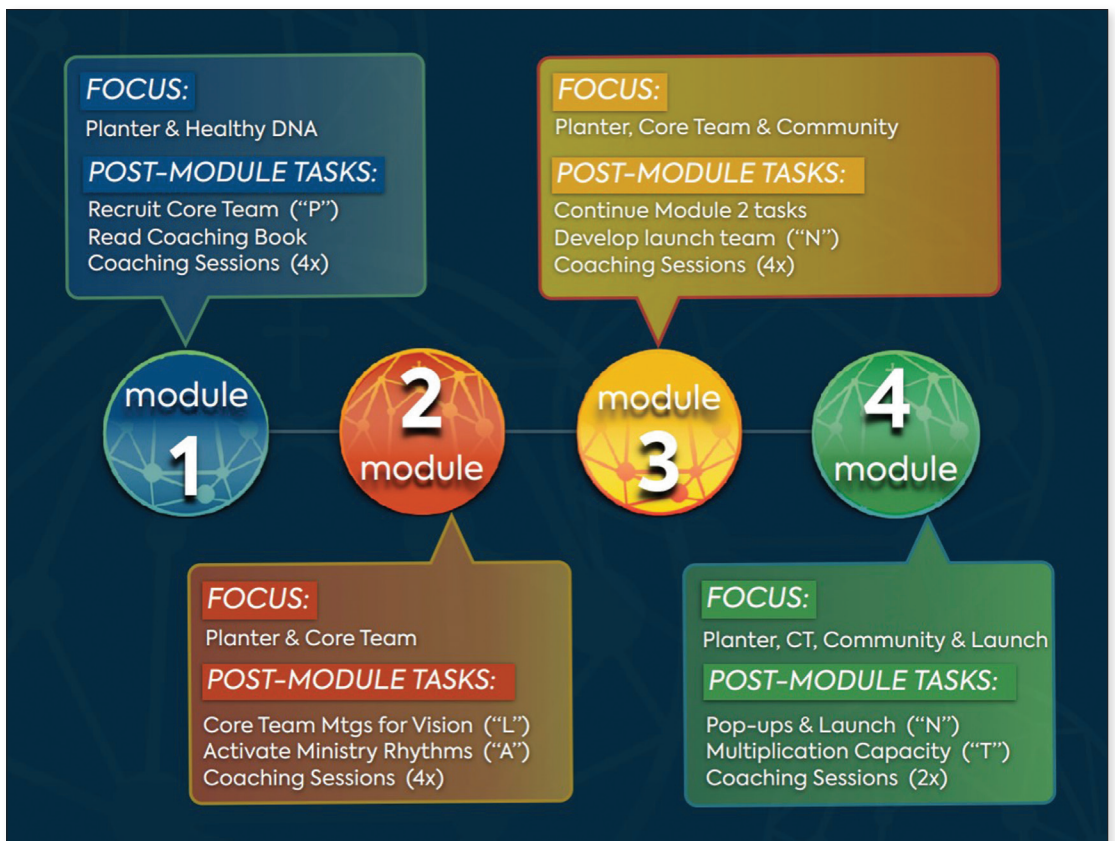 FOCUS:
Planter & Healthy DNA
POST-MODULE TASKS:
Recruit Core Team (“P”)
Read Coaching Book
Coaching Sessions (4x)
module
1
FOCUS:
Planter & Core Team
POST-MODULE TASKS:
Core Team Mtgs for Vision (“L”)
Activate Ministry Rhythms (“A”)
Coaching Sessions (4x)
2
module
FOCUS:
Planter, Core Team & Community
POST-MODULE TASKS:
Continue Module 2 tasks
Develop launch team (“N”)
Coaching Sessions (4x)
module
3
FOCUS:
Planter, CT, Community & Launch
POST-MODULE TASKS:
Pop-ups & Launch (“N”)
Multiplication Capacity (“T”)
Coaching Sessions (2x)
4
module